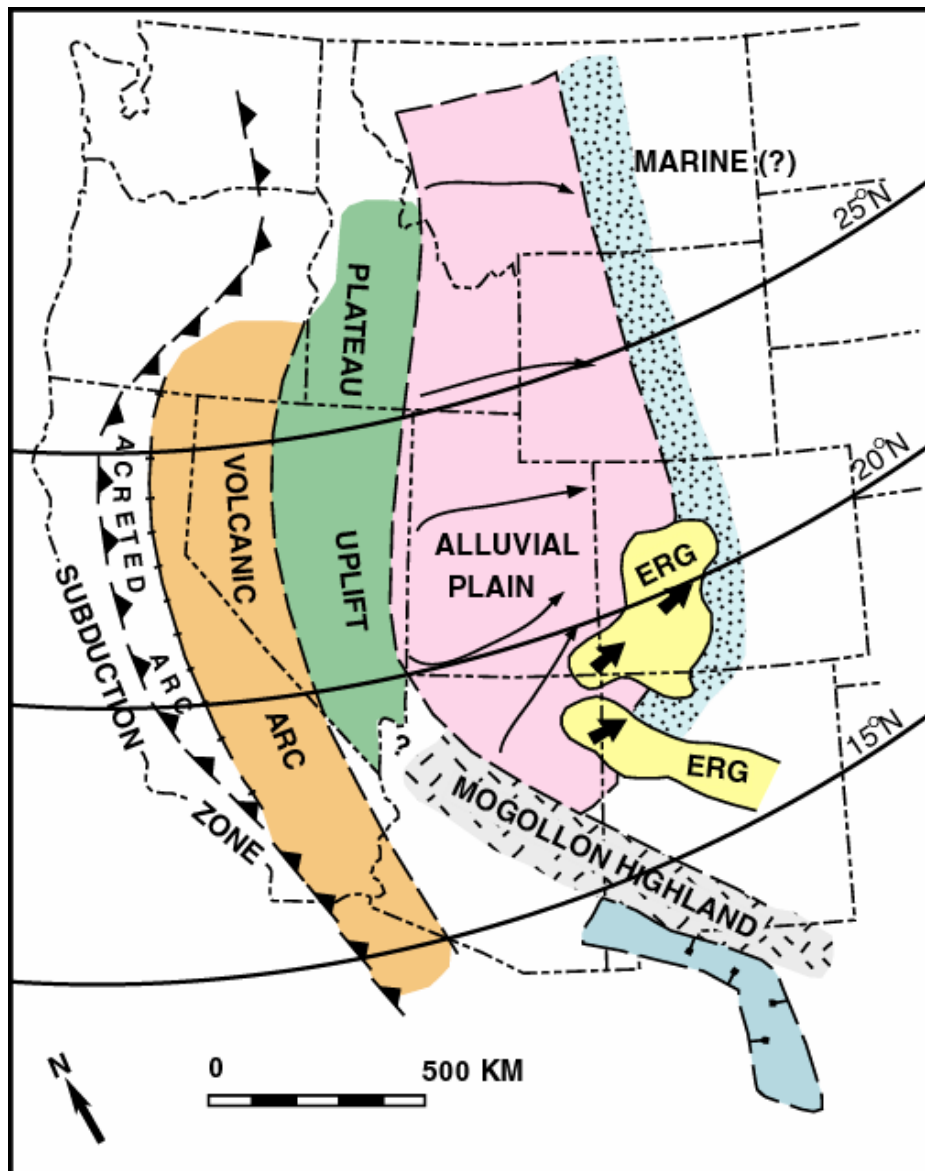 MARINE (?)
25°N
PLATEAU
UPLIFT
VOLCANIC
ARC
ACRETED
ARC
SUBDUCTION
ZONE
ALLUVIAL
PLAIN
ERG
20°N
?
ERG
15°N
MOGOLLON HIGHLAND
N
0 500 KM